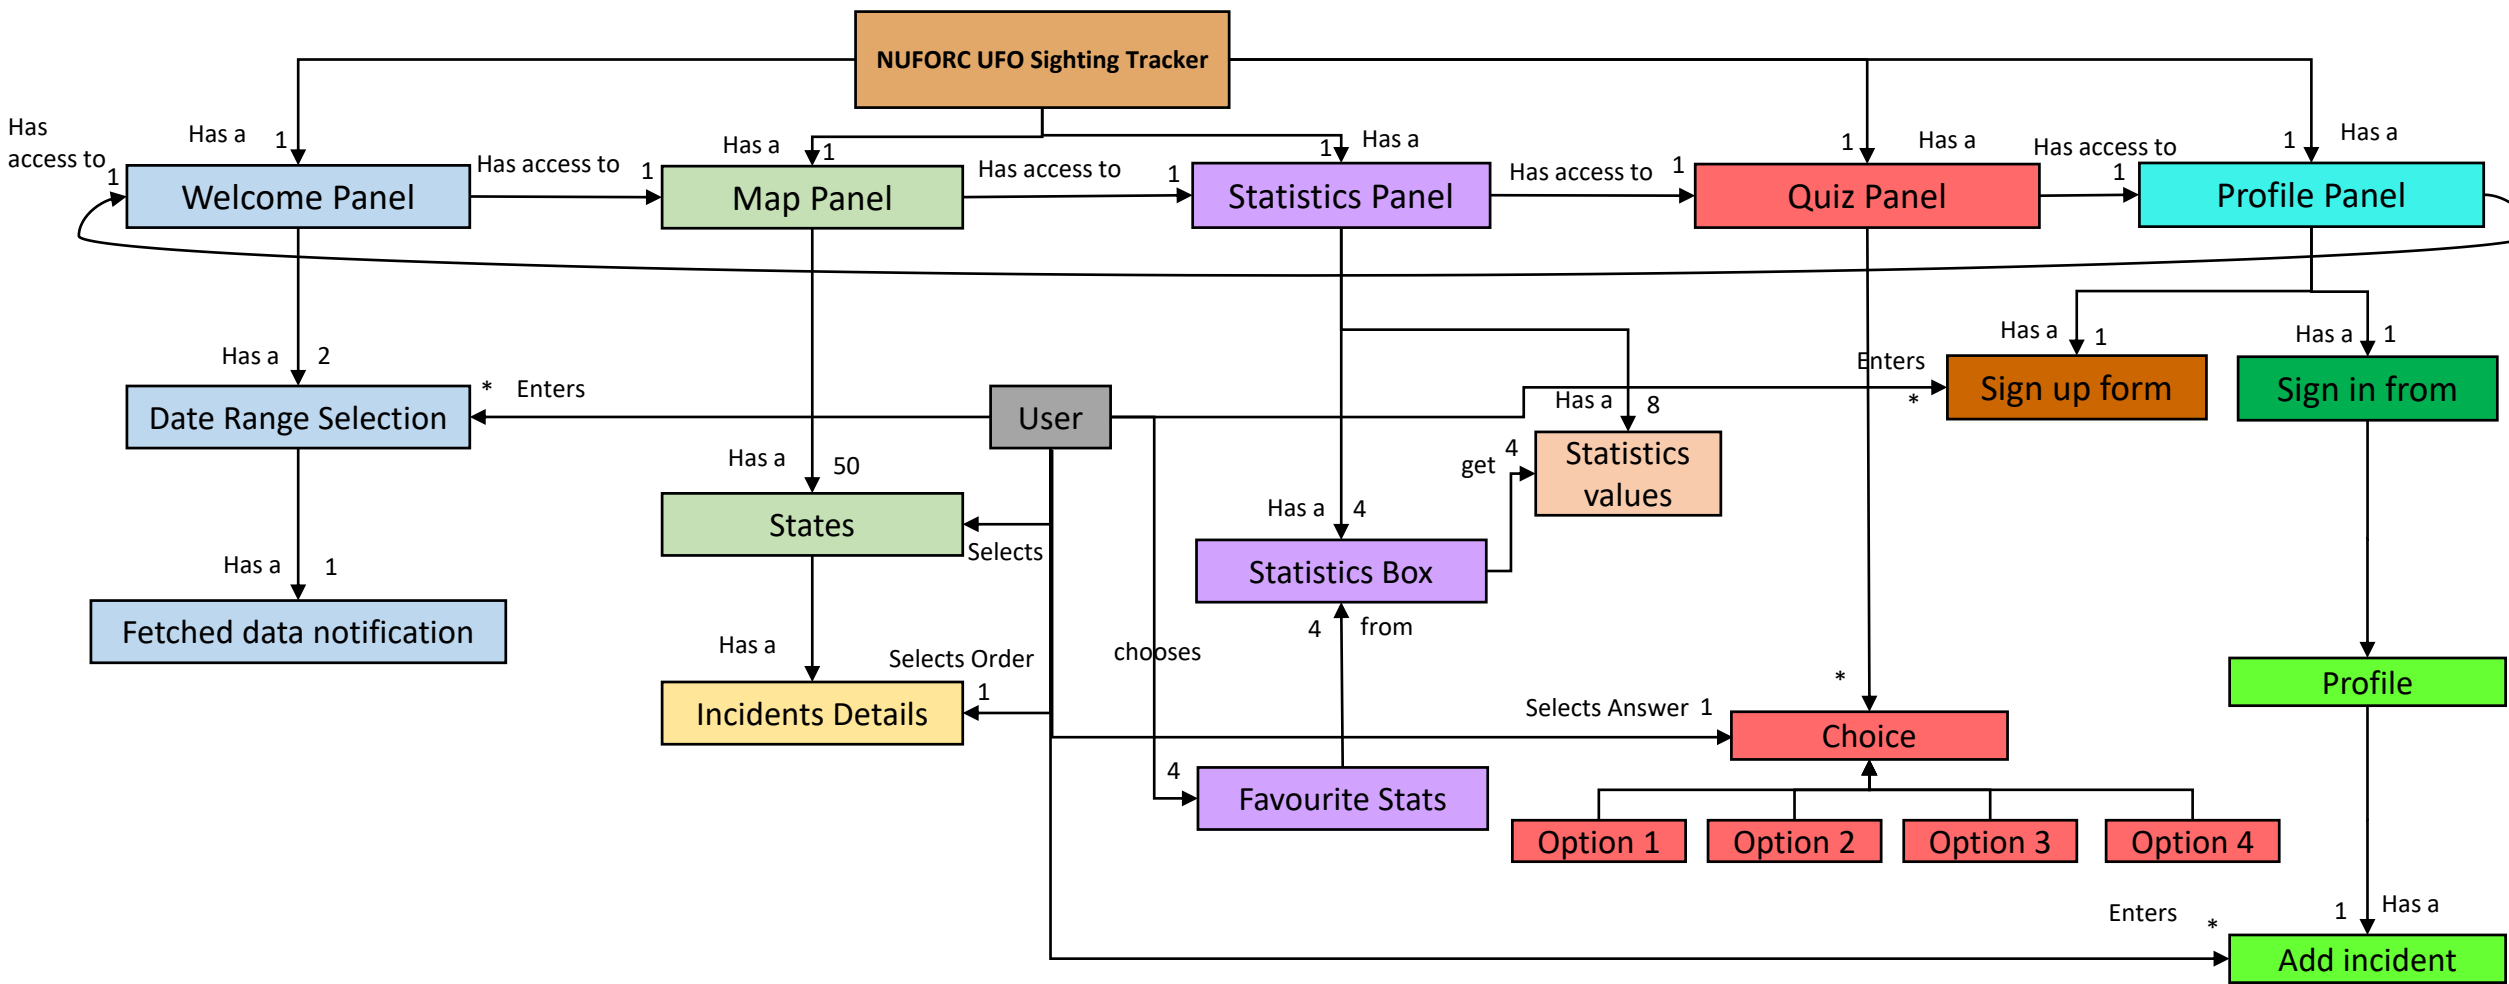 NUFORC UFO Sighting Tracker
Has
access to
1
Has a
1
Has access to
1
Has a
1
Has access to
1
1
Has a
Has access to
1
1
Has a
Has access to
1
1
Has a
Welcome Panel
Map Panel
Statistics Panel
Quiz Panel
Profile Panel
Has a
2
Has a
1
Has a
1
Date Range Selection
*
Enters
User
Enters
*
Sign up form
Sign in from
Has a
8
Has a
50
get
4
Statistics
values
States
Selects
Has a
4
Statistics Box
Has a
1
Fetched data notification
4
from
Has a
Selects Order
1
chooses
Incidents Details
*
Selects Answer
1
Choice
Profile
4
Favourite Stats
Option 1
Option 2
Option 3
Option 4
Enters
*
1
Has a
Add incident